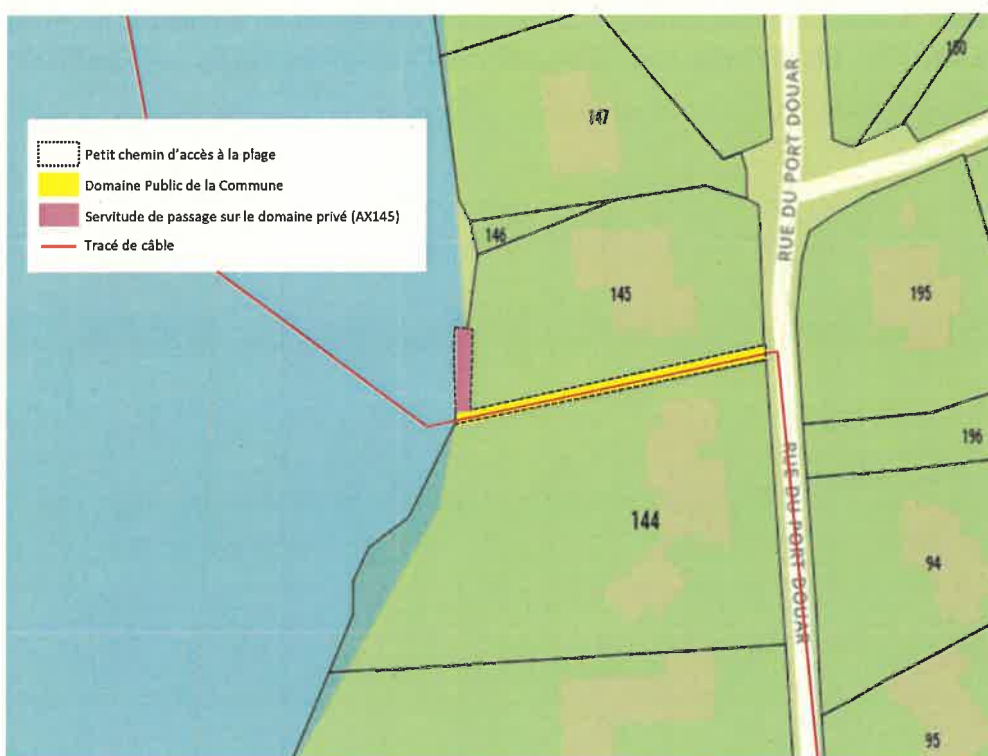 150
147
RUE DU PORT DOUAR
Petit chemin d'accès à la plage
Domaine Public de la Commune
Servitude de passage sur le domaine privé (AX145)
Tracé de câble
146
145
195
196
RUE DU PORT DOUAR
144
94
95